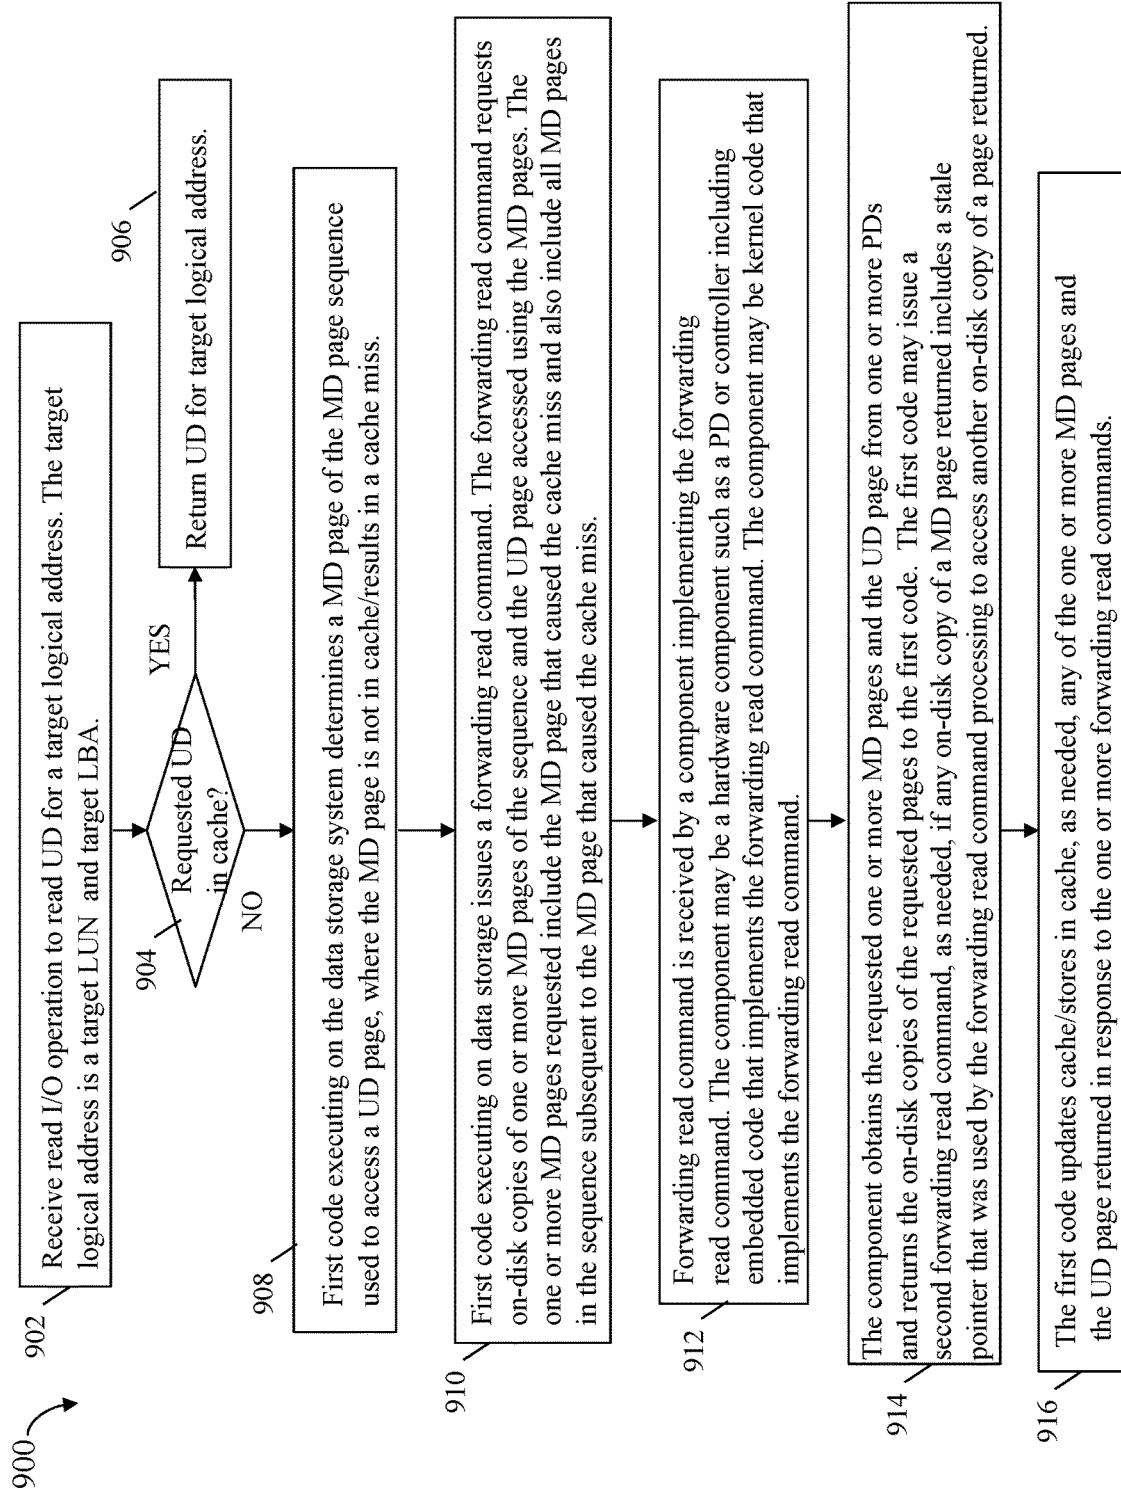 900
902
Receive read I/O operation to read UD for a target logical address. The target
logical address is a target LUN and target LBA.
904
Requested UD
in cache?
YES
906
Return UD for target logical address.
NO
908
First code executing on the data storage system determines a MD page of the MD page sequence
used to access a UD page, where the MD page is not in cache/results in a cache miss.
910
First code executing on data storage issues a forwarding read command. The forwarding read command requests
on-disk copies of one or more MD pages of the sequence and the UD page accessed using the MD pages. The
one or more MD pages requested include the MD page that caused the cache miss and also include all MD pages
in the sequence subsequent to the MD page that caused the cache miss.
912
Forwarding read command is received by a component implementing the forwarding
read command. The component may be a hardware component such as a PD or controller including
embedded code that implements the forwarding read command. The component may be kernel code that
implements the forwarding read command.
914
The component obtains the requested one or more MD pages and the UD page from one or more PDs
and returns the on-disk copies of the requested pages to the first code. The first code may issue a
second forwarding read command, as needed, if any on-disk copy of a MD page returned includes a stale
pointer that was used by the forwarding read command processing to access another on-disk copy of a page returned.
916
The first code updates cache/stores in cache, as needed, any of the one or more MD pages and
the UD page returned in response to the one or more forwarding read commands.